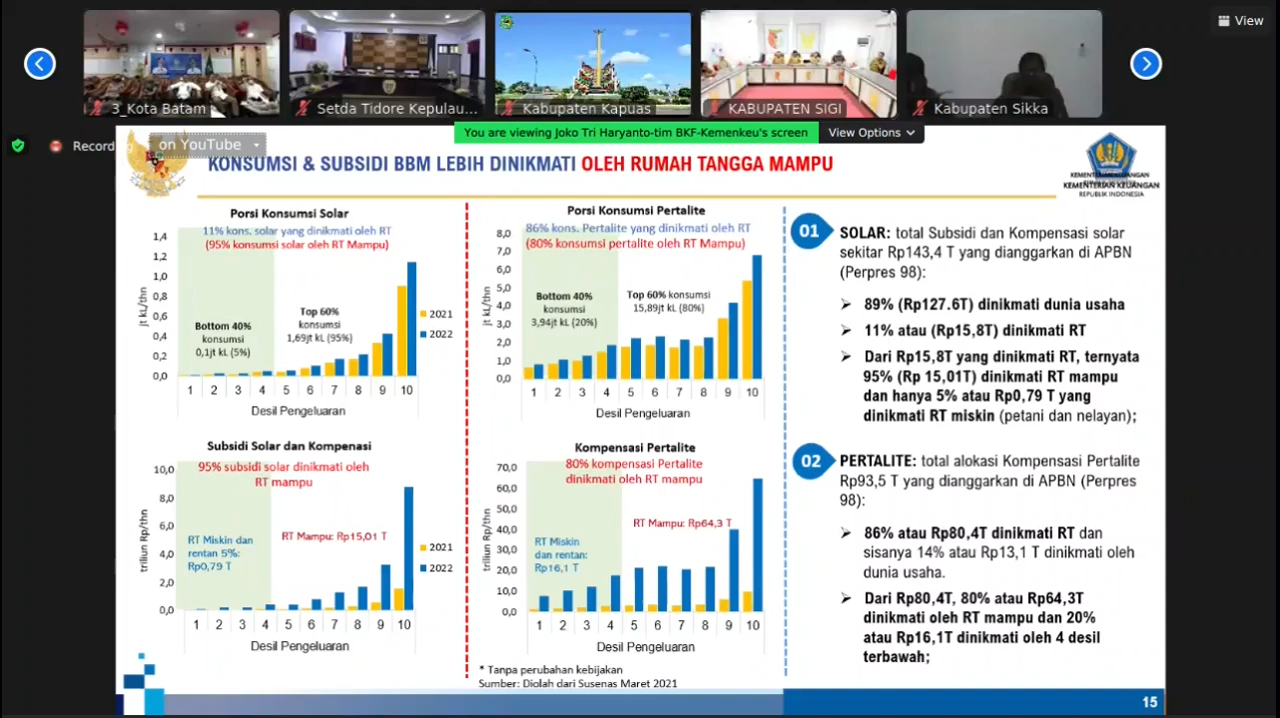 View
3_Kota Batam
Setda Tidore Kepulau...
Kabupaten Kapuas
KABUPATEN SIGI
Kabupaten Sikka
Record
on YouTube
You are viewing Joko Tri Haryanto-tim BKF-Kemenkeu's screen
View Options
KONSUMSI & SUBSIDI BBM LEBIH DINIKMATI OLEH RUMAH TANGGA MAMPU
KEMENTERIAN KEUANGAN
REPUBLIK INDONESIA
Porsi Konsumsi Solar
11% kons. solar yang dinikmati oleh RT
(95% konsumsi solar oleh RT Mampu)
jt kL/thn
1,4
1,2
1,0
0,8
0,6
0,4
0,2
0,0
Bottom 40%
konsumsi
0,1jt kL (5%)
Top 60%
konsumsi
1,69jt kL (95%)
2021
2022
1 2 3 4 5 6 7 8 9 10
Desil Pengeluaran
Porsi Konsumsi Pertalite
86% kons. Pertalite yang dinikmati oleh RT
(80% konsumsi pertalite oleh RT Mampu)
jt kL/thn
8,0
7,0
6,0
5,0
4,0
3,0
2,0
1,0
0,0
Bottom 40%
konsumsi
3,94jt kL (20%)
Top 60% konsumsi
15,89jt kL (80%)
1 2 3 4 5 6 7 8 9 10
Desil Pengeluaran
Subsidi Solar dan Kompenasi
95% subsidi solar dinikmati oleh
RT mampu
triliun Rp/thn
10,0
8,0
6,0
4,0
2,0
0,0
RT Miskin dan
rentan 5%:
Rp0,79 T
RT Mampu: Rp15,01 T
2021
2022
1 2 3 4 5 6 7 8 9 10
Desil Pengeluaran
Kompensasi Pertalite
80% kompensasi Pertalite
dinikmati oleh RT mampu
triliun Rp/thn
70,0
60,0
50,0
40,0
30,0
20,0
10,0
0,0
RT Miskin
dan rentan:
Rp16,1 T
RT Mampu: Rp64,3 T
1 2 3 4 5 6 7 8 9 10
Desil Pengeluaran
* Tanpa perubahan kebijakan
Sumber: Diolah dari Susenas Maret 2021
01
SOLAR: total Subsidi dan Kompensasi solar
sekitar Rp143,4 T yang dianggarkan di APBN
(Perpres 98):
89% (Rp127.6T) dinikmati dunia usaha
11% atau (Rp15,8T) dinikmati RT
Dari Rp15,8T yang dinikmati RT, ternyata
95% (Rp 15,01T) dinikmati RT mampu
dan hanya 5% atau Rp0,79 T yang
dinikmati RT miskin (petani dan nelayan);
02
PERTALITE: total alokasi Kompensasi Pertalite
Rp93,5 T yang dianggarkan di APBN (Perpres
98):
86% atau Rp80,4T dinikmati RT dan
sisanya 14% atau Rp13,1 T dinikmati oleh
dunia usaha.
Dari Rp80,4T, 80% atau Rp64,3T
dinikmati oleh RT mampu dan 20%
atau Rp16,1T dinikmati oleh 4 desil
terbawah;
15